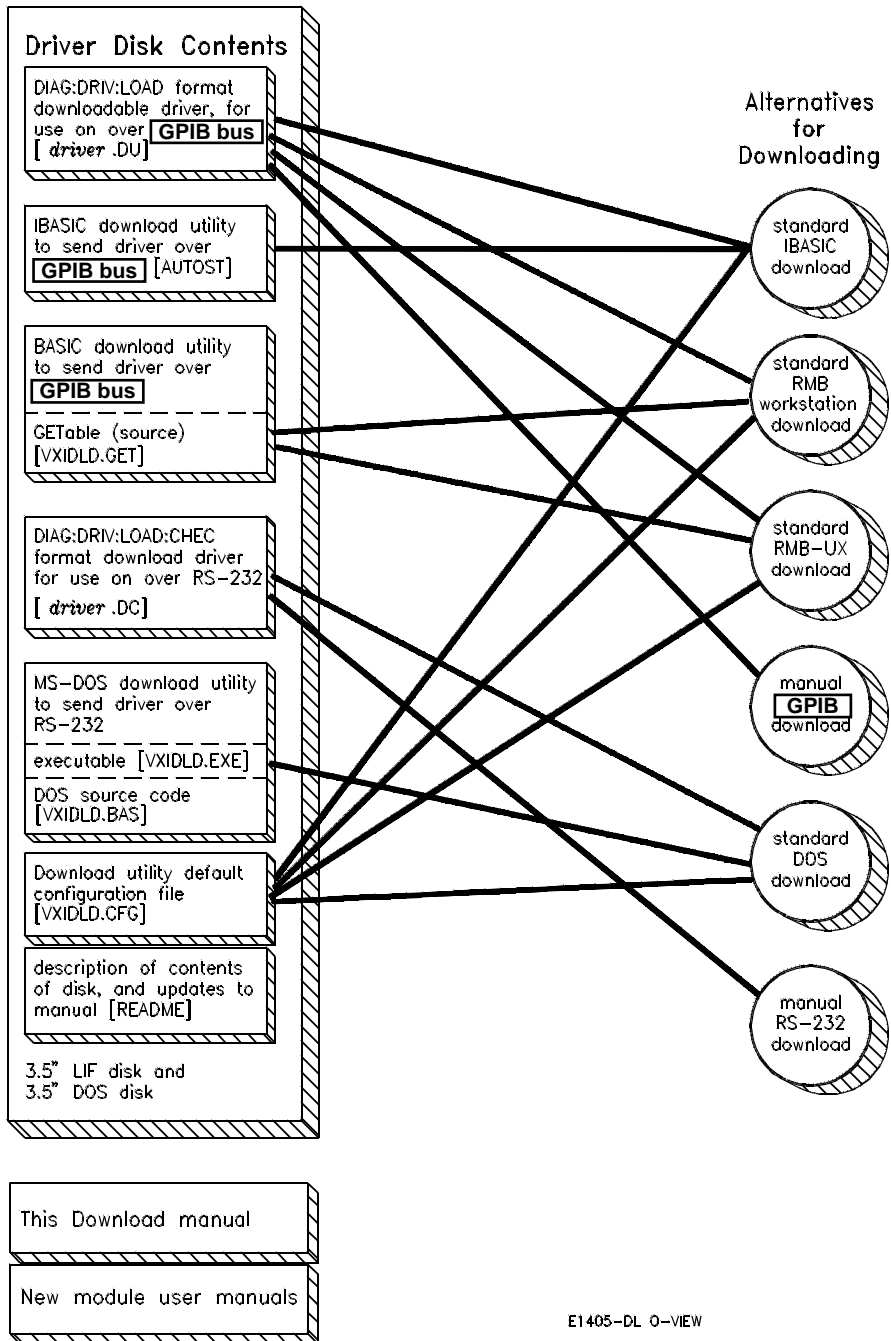 Driver Disk Contents
DIAG:DRIV:LOAD format
downloadable driver, for
use on over GPIB bus
[ driver .DU]
IBASIC download utility
to send driver over
GPIB bus [AUTOST]
BASIC download utility
to send driver over
GPIB bus
GETable (source)
[VXIDLD.GET]
DIAG:DRIV:LOAD:CHEC
format download driver
for use on over RS-232
[ driver .DC]
MS-DOS download utility
to send driver over
RS-232
executable [VXIDLD.EXE]
DOS source code
[VXIDLD.BAS]
Download utility default
configuration file
[VXIDLD.CFG]
description of contents
of disk, and updates to
manual [README]
3.5" LIF disk and
3.5" DOS disk
This Download manual
New module user manuals
Alternatives
for
Downloading
standard
IBASIC
download
standard
RMB
workstation
download
standard
RMB-UX
download
manual
GPIB
download
standard
DOS
download
manual
RS-232
download
E1405-DL O-VIEW